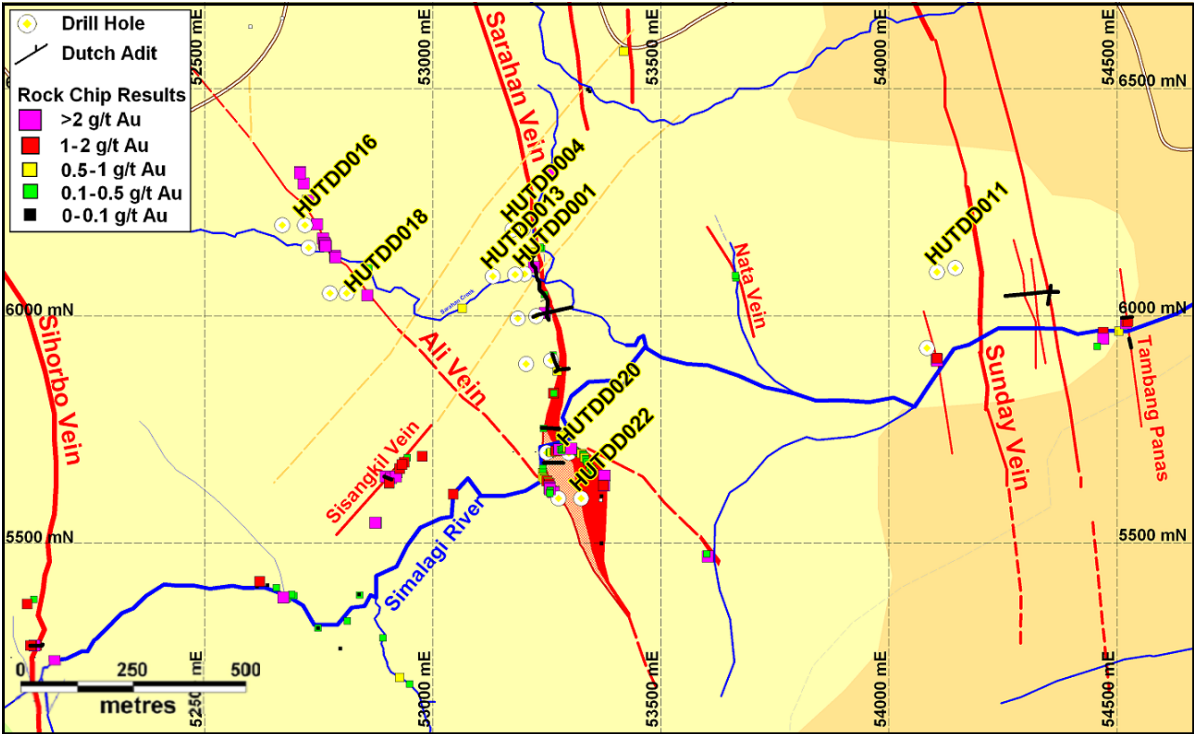 Drill Hole
Dutch Adit
Rock Chip Results
>2 g/t Au
1-2 g/t Au
0.5-1 g/t Au
0.1-0.5 g/t Au
0-0.1 g/t Au
52500 mE
53000 mE
53500 mE
54000 mE
54500 mE
6500 mN
Sarahan Vein
HUTDD016
HUTDD018
HUTDD004
HUTDD013
HUTDD001
HUTDD011
Nata Vein
Sarahan Creek
6000 mN
6000 mN
Sihorbo Vein
Ali Vein
HUTDD020
HUTDD022
Sunday Vein
Tambang Panas
Sisangkil Vein
Simalagi River
5500 mN
5500 mN
0 250 500
metres
52500 mE
53000 mE
53500 mE
54000 mE
54500 mE